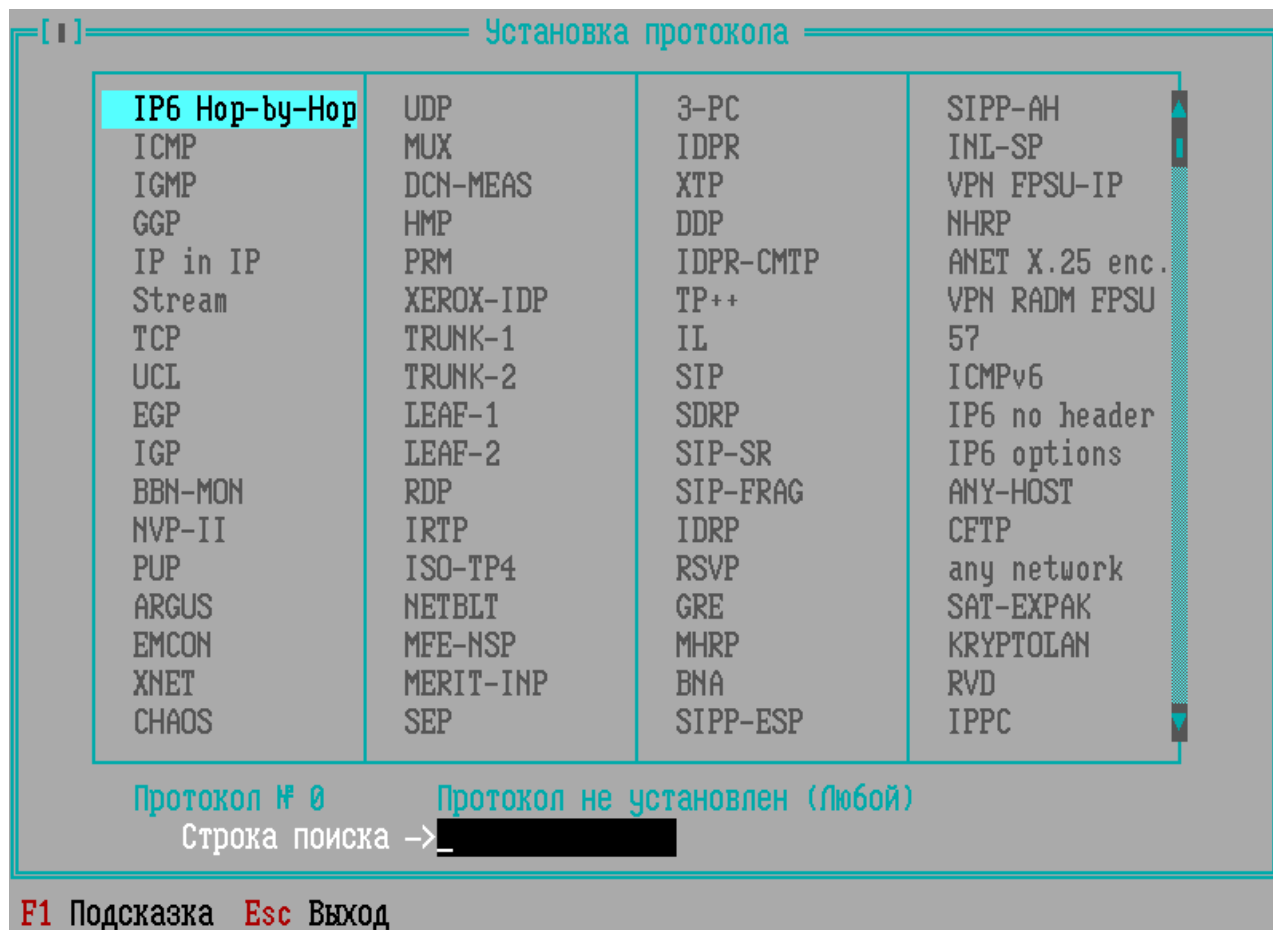 [▮] Установка протокола
IP6 Hop-by-Hop UDP 3-PC SIPP-AH
ICMP MUX IDPR INL-SP
IGMP DCN-MEAS XTP VPN FPSU-IP
GGP HMP DDP NHRP
IP in IP PRM IDPR-CMTP ANET X.25 enc.
Stream XEROX-IDP TP++ VPN RADM FPSU
TCP TRUNK-1 IL 57
UCL TRUNK-2 SIP ICMPv6
EGP LEAF-1 SDRP IP6 no header
IGP LEAF-2 SIP-SR IP6 options
BBN-MON RDP SIP-FRAG ANY-HOST
NVP-II IRTP IDRP CFTP
PUP ISO-TP4 RSVP any network
ARGUS NETBLT GRE SAT-EXPAK
EMCON MFE-NSP MHRP KRYPTOLAN
XNET MERIT-INP BNA RVD
CHAOS SEP SIPP-ESP IPPC
Протокол № 0 Протокол не установлен (Любой)
Строка поиска ->_
F1 Подсказка Esc Выход